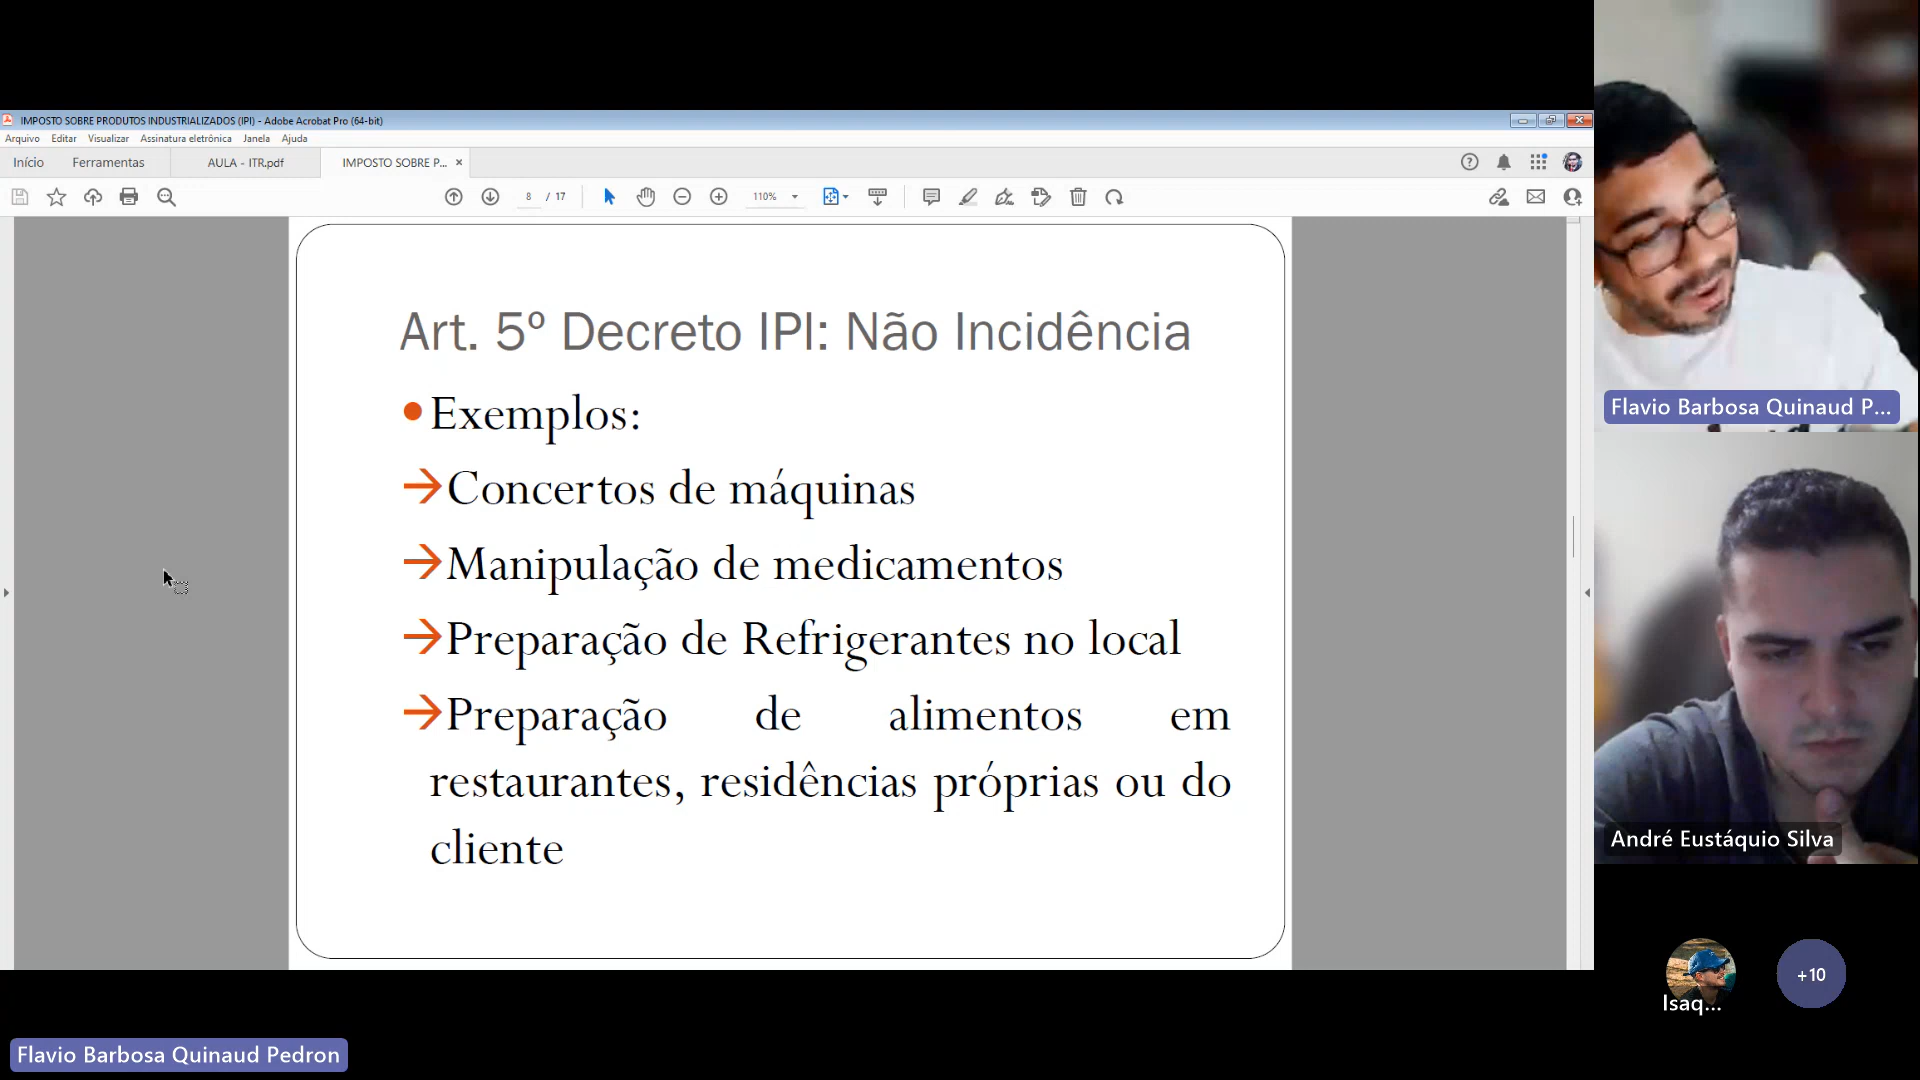 IMPOSTO SOBRE PRODUTOS INDUSTRIALIZADOS (IPI) - Adobe Acrobat Pro (64-bit)
Arquivo Editar Visualizar Assinatura eletrônica Janela Ajuda
Início Ferramentas AULA - ITR.pdf IMPOSTO SOBRE P... ×
8 / 17 110%
Art. 5º Decreto IPI: Não Incidência
Exemplos:
Concertos de máquinas
Manipulação de medicamentos
Preparação de Refrigerantes no local
Preparação de alimentos em
restaurantes, residências próprias ou do
cliente
Flavio Barbosa Quinaud P...
André Eustáquio Silva
Isaq...
+10
Flavio Barbosa Quinaud Pedron